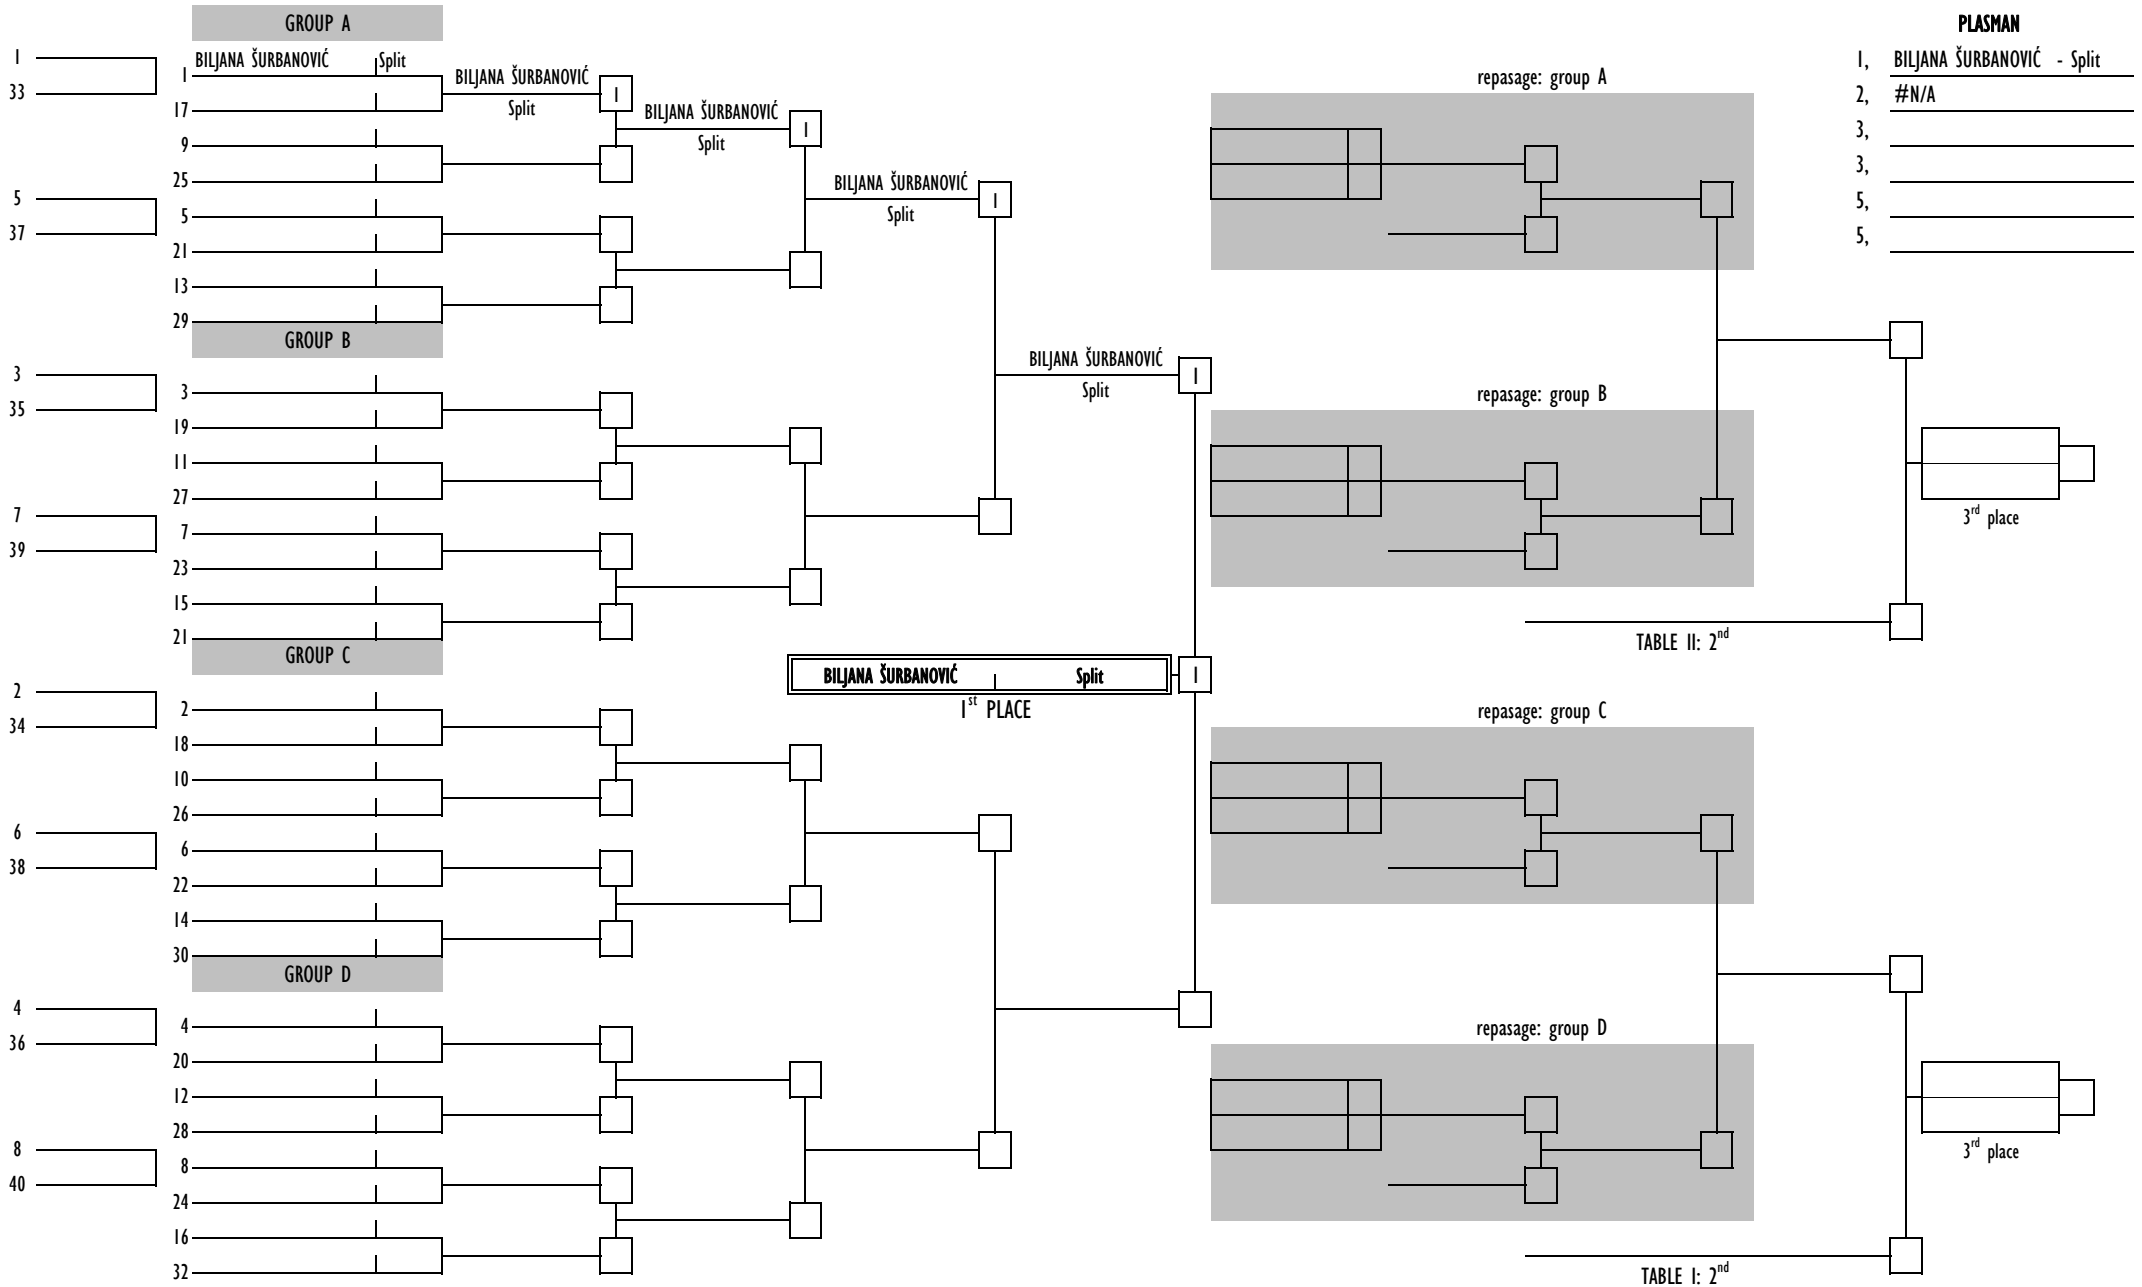 GROUP A
1
33
5
37
1 BILJANA ŠURBANOVIĆ Split
17
9
25
5
21
13
29
BILJANA ŠURBANOVIĆ
Split
1
BILJANA ŠURBANOVIĆ
Split
1
BILJANA ŠURBANOVIĆ
Split
1
GROUP B
3
35
7
39
3
19
11
27
7
23
15
21
BILJANA ŠURBANOVIĆ
Split
1
GROUP C
BILJANA ŠURBANOVIĆ Split
1
1st PLACE
2
34
6
38
2
18
10
26
6
22
14
30
GROUP D
4
36
8
40
4
20
12
28
8
24
16
32
repasage: group A
repasage: group B
TABLE II: 2nd
3rd place
repasage: group C
repasage: group D
TABLE I: 2nd
3rd place
PLASMAN
1, BILJANA ŠURBANOVIĆ - Split
2, #N/A
3,
3,
5,
5,